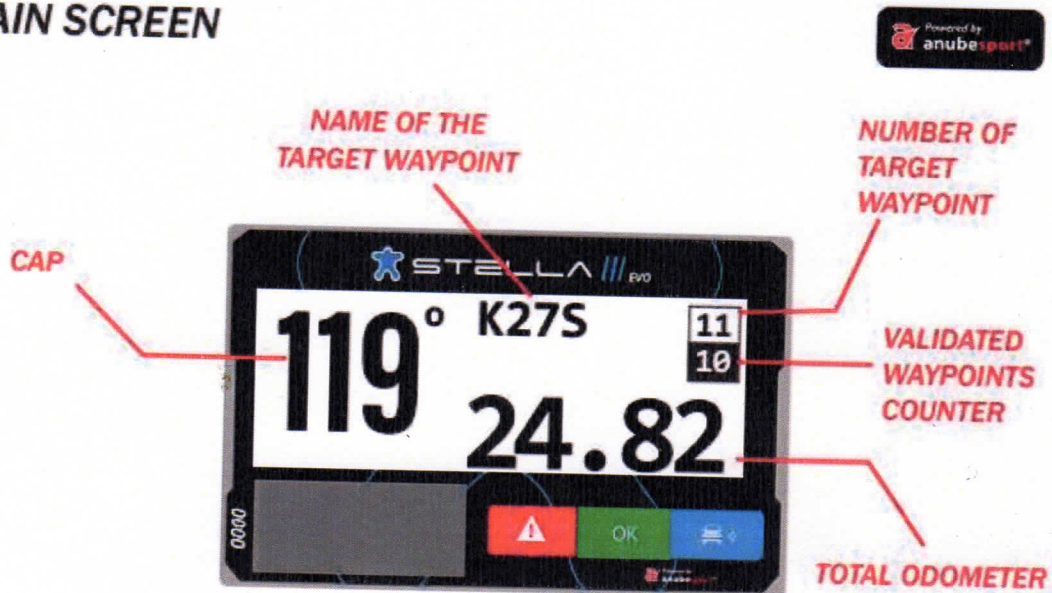 AIN SCREEN
Powered by
anubesport®
NAME OF THE
TARGET WAYPOINT
NUMBER OF
TARGET
WAYPOINT
CAP
STELLA III EVO
119° K27S
11
10
24.82
VALIDATED
WAYPOINTS
COUNTER
0000
OK
anubesport
TOTAL ODOMETER